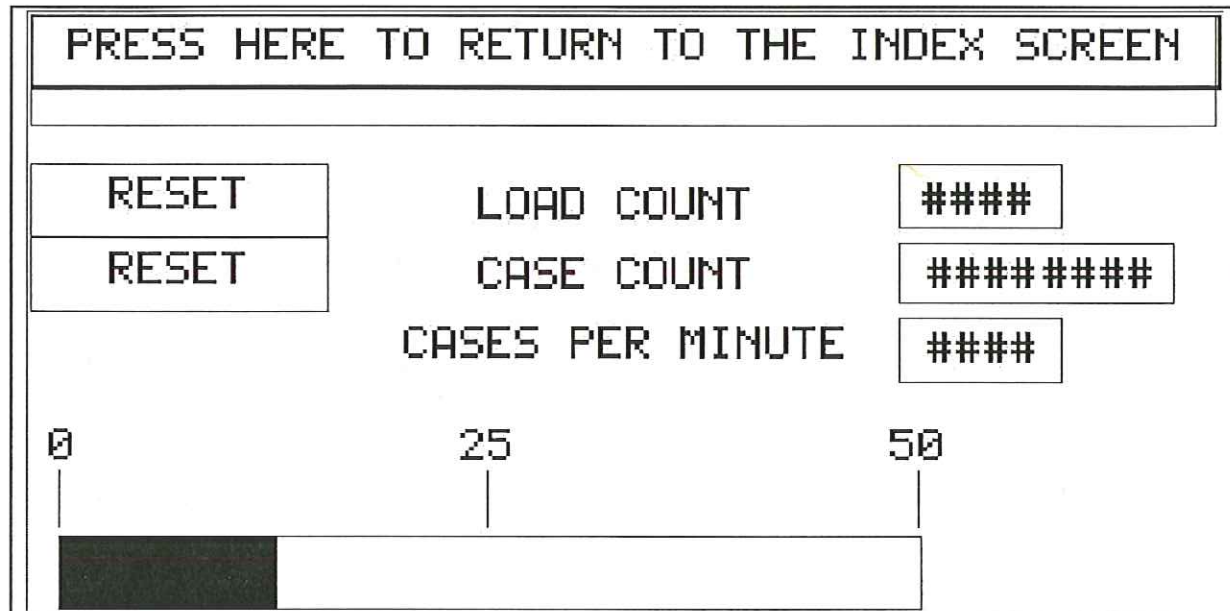 PRESS HERE TO RETURN TO THE INDEX SCREEN
RESET LOAD COUNT ####
RESET CASE COUNT ########
CASES PER MINUTE ####
0 25 50